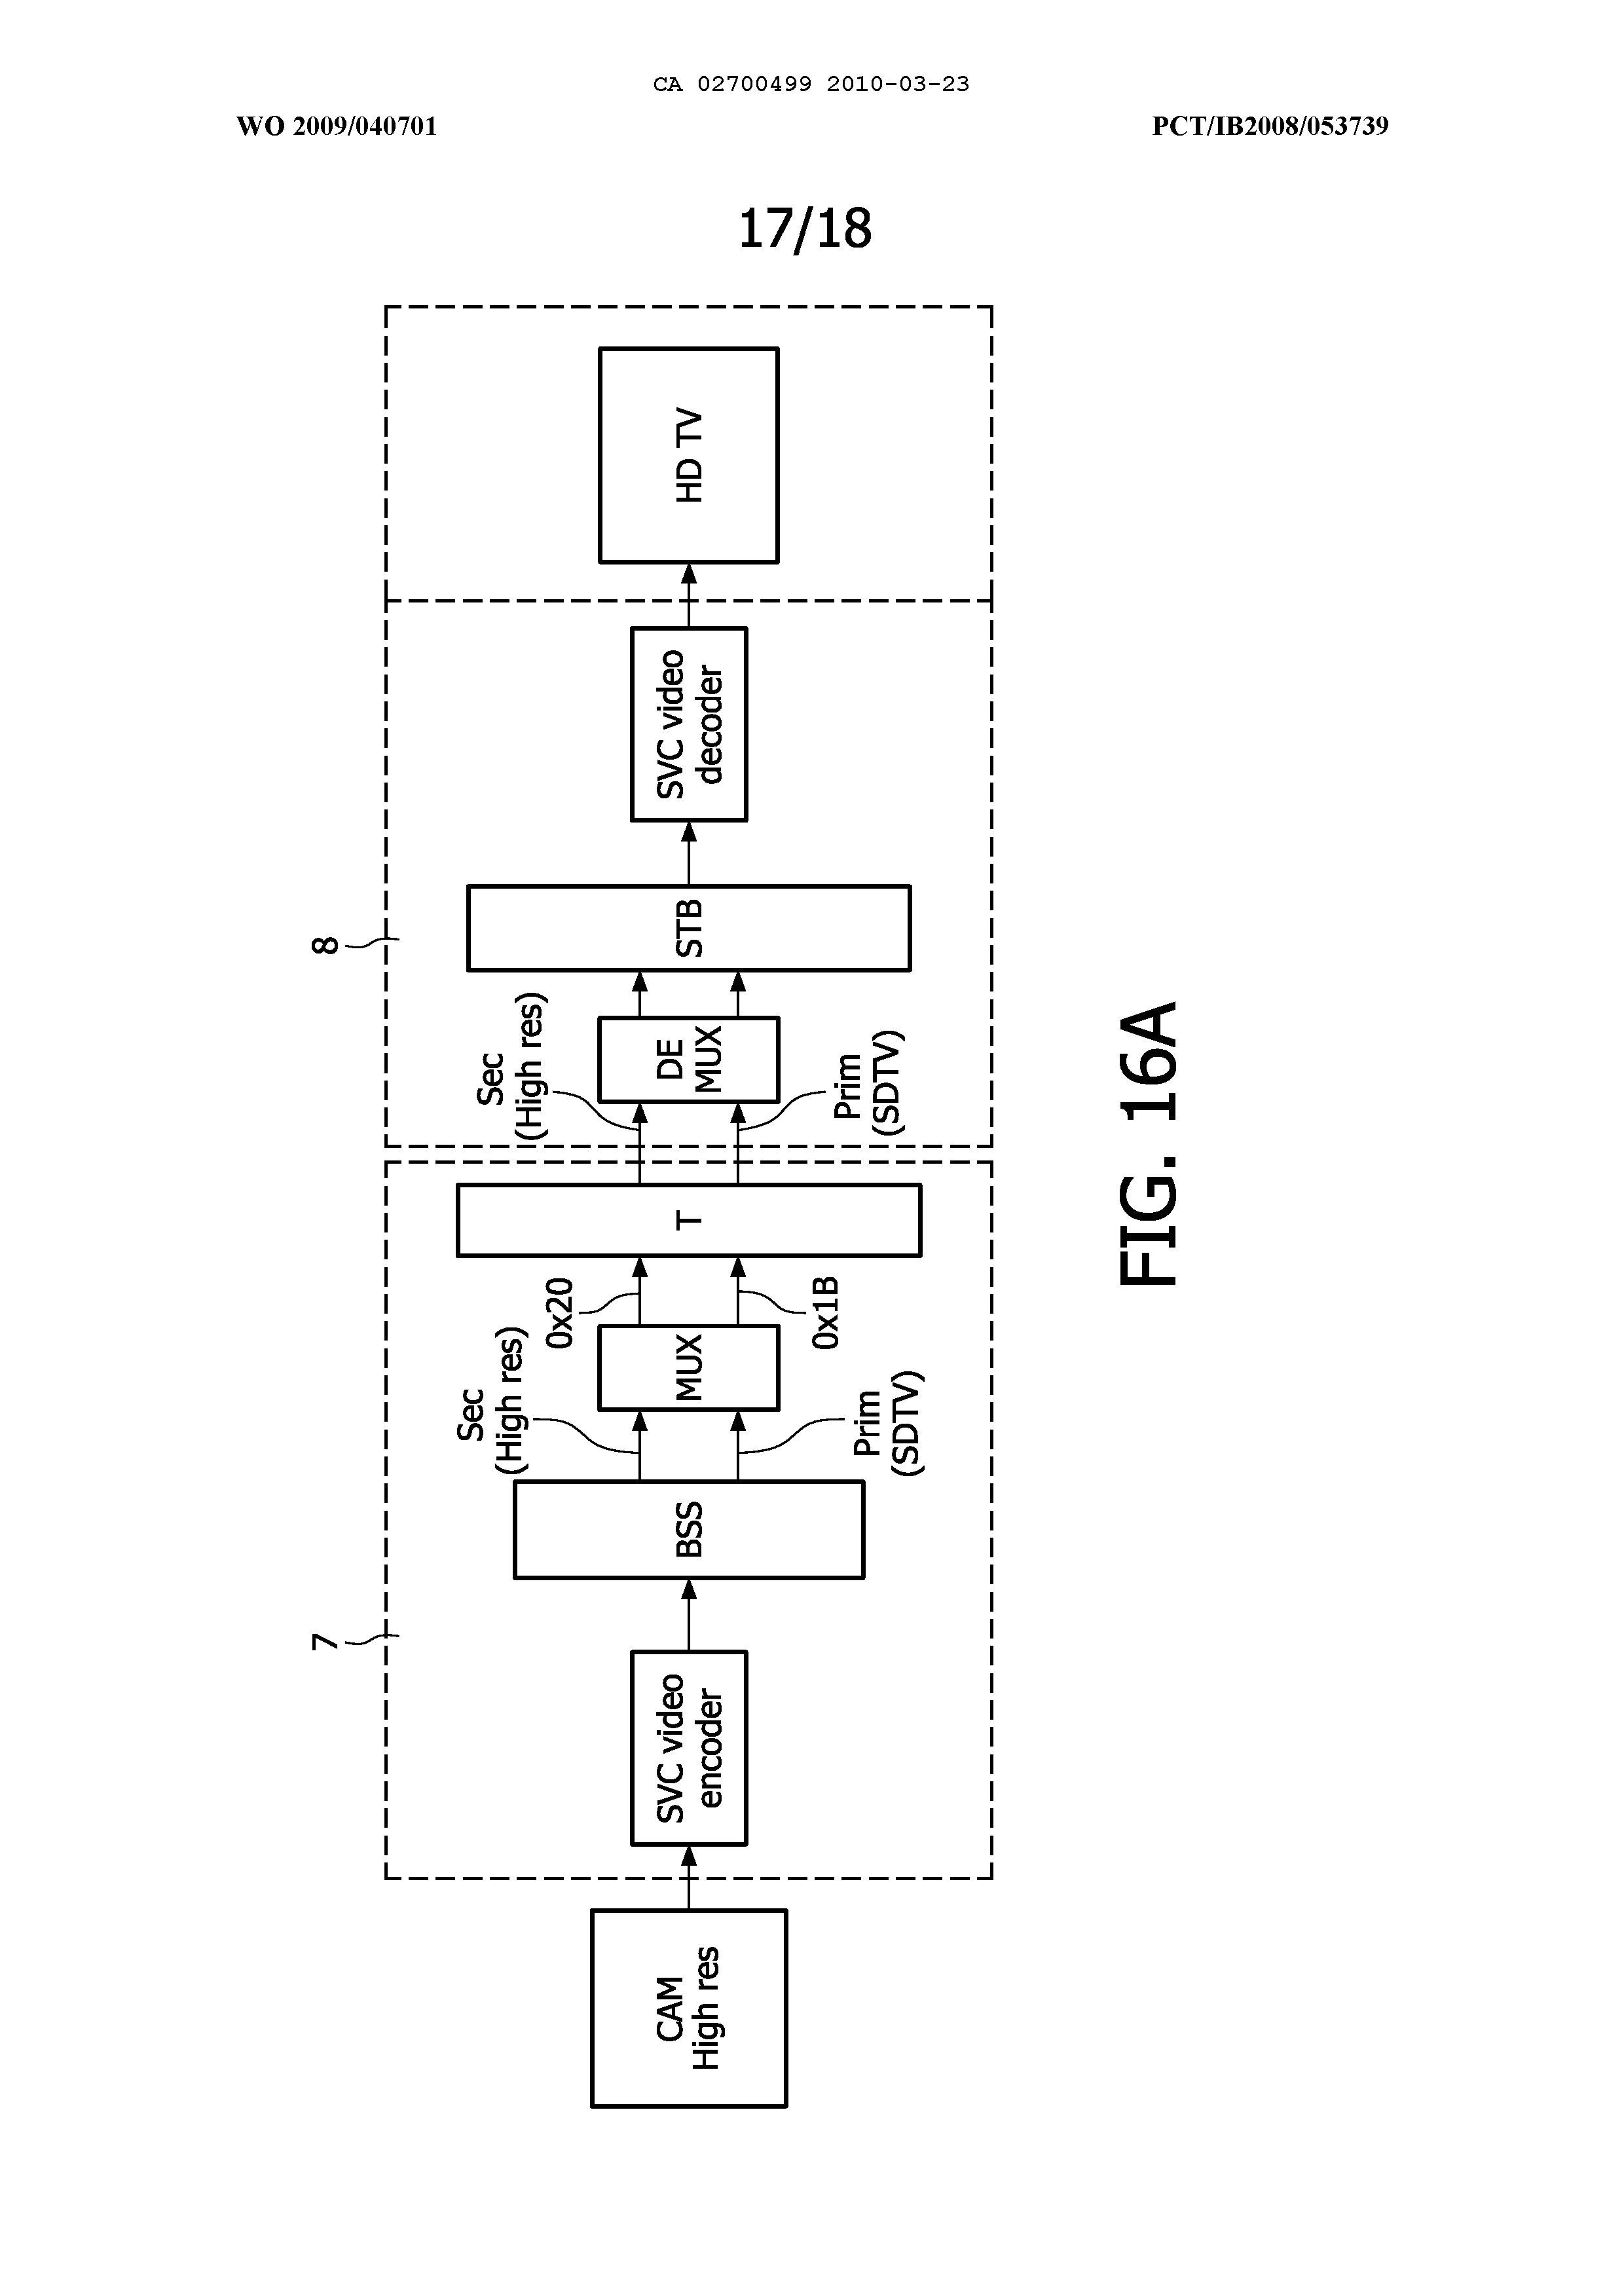 CA 02700499 2010-03-23
WO 2009/040701
PCT/IB2008/053739
17/18
CAM
High res
7
SVC video
encoder
BSS
Sec
(High res)
Prim
(SDTV)
MUX
0x20
0x1B
T
8
Sec
(High res)
Prim
(SDTV)
DE
MUX
STB
SVC video
decoder
HD TV
FIG. 16A